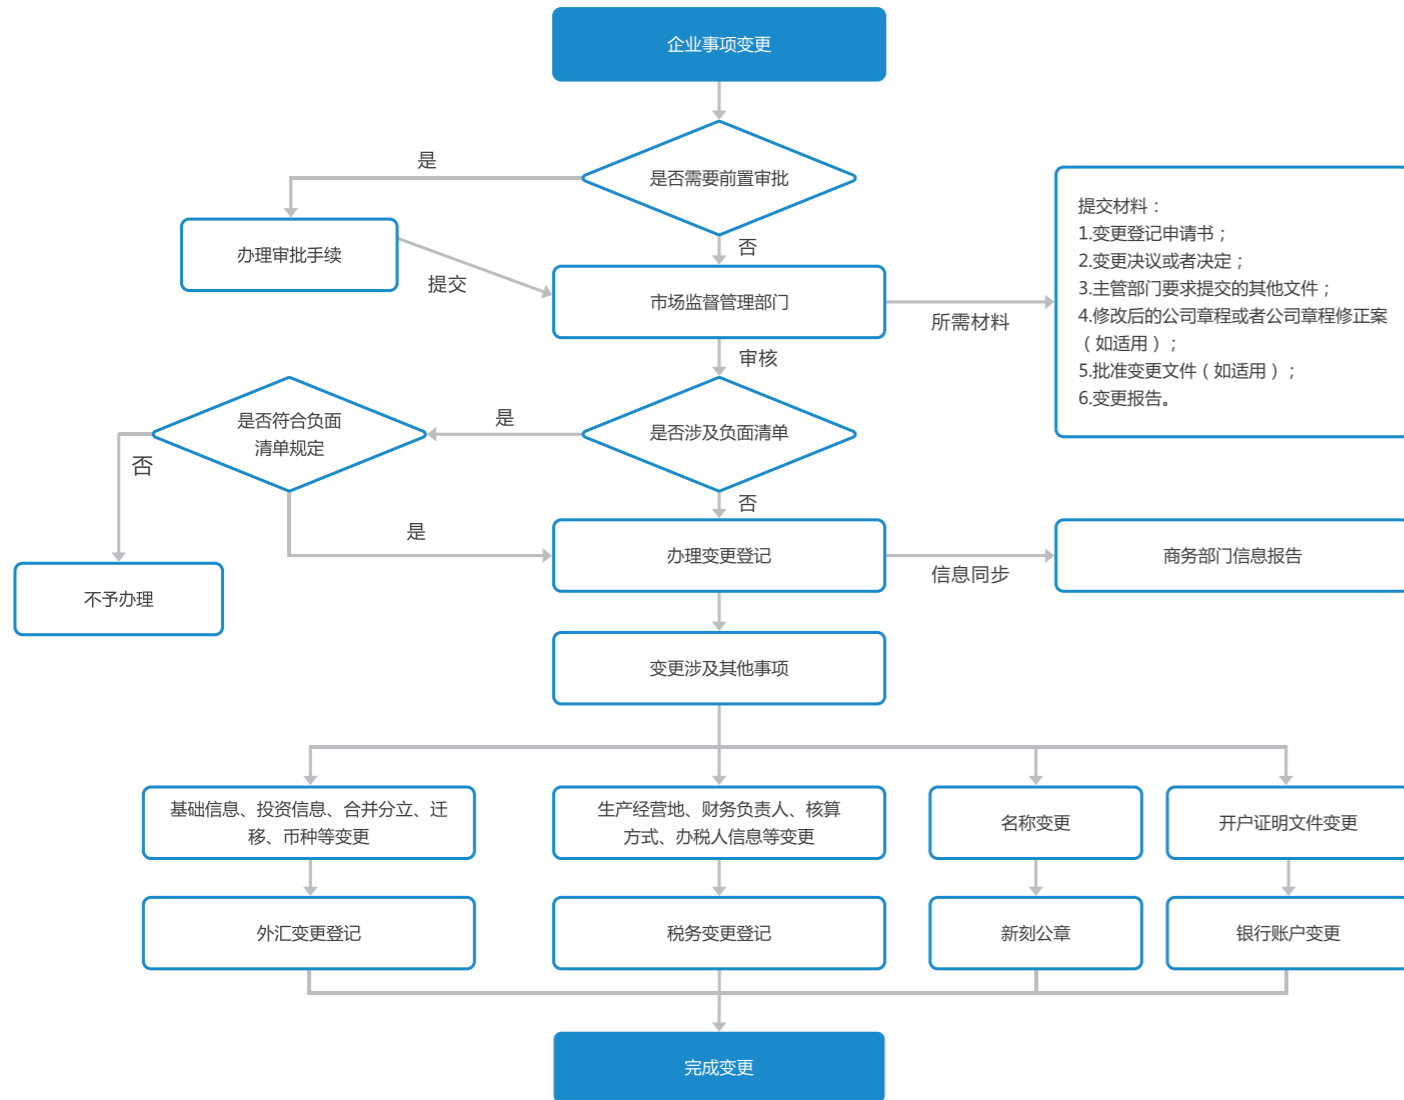 企业事项变更
是
是否需要前置审批
办理审批手续
提交
否
市场监督管理部门
所需材料
提交材料：
1.变更登记申请书；
2.变更决议或者决定；
3.主管部门要求提交的其他文件；
4.修改后的公司章程或者公司章程修正案
（如适用）；
5.批准变更文件（如适用）；
6.变更报告。
审核
是否符合负面
清单规定
是
是否涉及负面清单
否
否
是
办理变更登记
信息同步
商务部门信息报告
不予办理
变更涉及其他事项
基础信息、投资信息、合并分立、迁
移、币种等变更
生产经营地、财务负责人、核算
方式、办税人信息等变更
名称变更
开户证明文件变更
外汇变更登记
税务变更登记
新刻公章
银行账户变更
完成变更